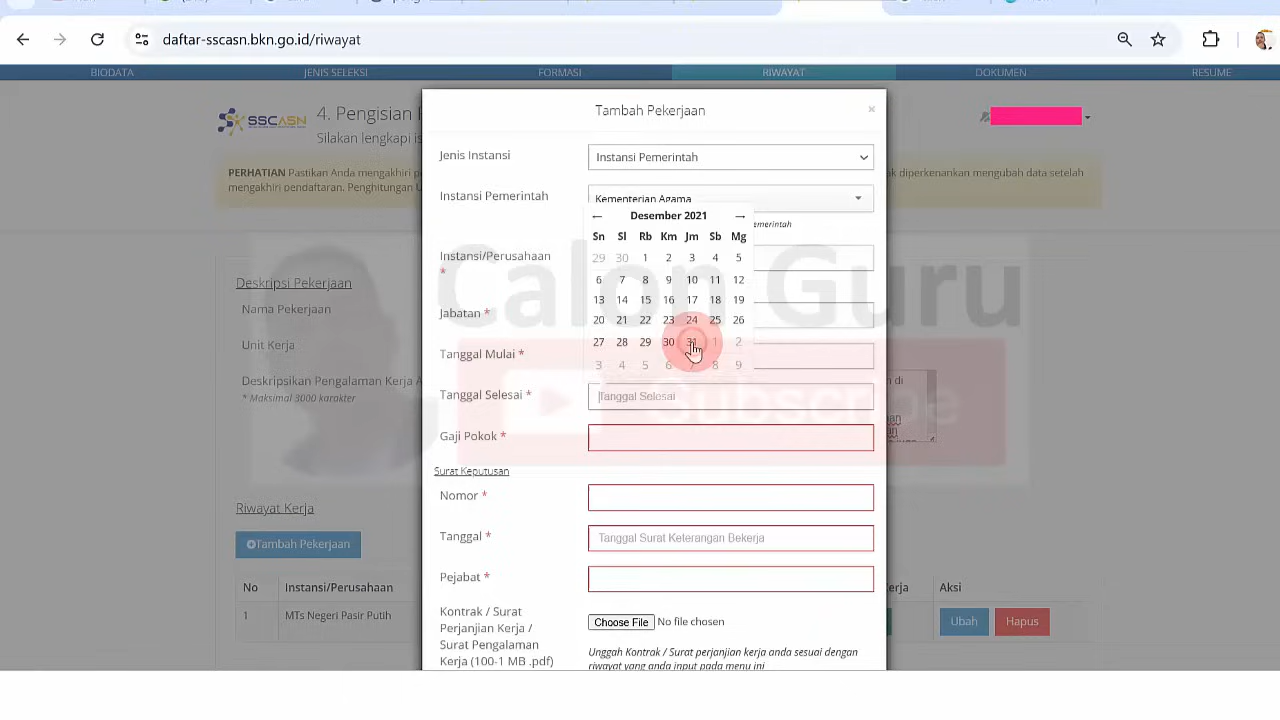 daftar-sscasn.bkn.go.id/riwayat
BIODATA JENIS SELEKSI FORMASI RIWAYAT DOKUMEN RESUME
Tambah Pekerjaan ×
SSCASN 4. Pengisian
Silakan lengkapi
PERHATIAN Pastikan Anda mengakhiri
dak diperkenankan mengubah data setelah
mengakhiri pendaftaran. Penghitungan
Jenis Instansi Instansi Pemerintah
Instansi Pemerintah Kementerian Agama
Desember 2021
Sn Sl Rb Km Jm Sb Mg
29 30 1 2 3 4 5
6 7 8 9 10 11 12
13 14 15 16 17 18 19
20 21 22 23 24 25 26
27 28 29 30 31 1 2
3 4 5 6 7 8 9
Instansi/Perusahaan
*
Jabatan *
Tanggal Mulai *
Tanggal Selesai * Tanggal Selesai
Gaji Pokok *
Surat Keputusan
Nomor *
Tanggal * Tanggal Surat Keterangan Bekerja
Pejabat *
Kontrak / Surat
Perjanjian Kerja /
Surat Pengalaman
Kerja (100-1 MB .pdf)
Choose File No file chosen
Unggah Kontrak / Surat perjanjian kerja anda sesuai dengan
riwayat yang anda input pada menu ini
Deskripsi Pekerjaan
Nama Pekerjaan
Unit Kerja
Deskripsikan Pengalaman Kerja A
* Maksimal 3000 karakter
Riwayat Kerja
Tambah Pekerjaan
No Instansi/Perusahaan Aksi
1 MTs Negeri Pasir Putih Ubah Hapus
Calon Guru
Subscribe